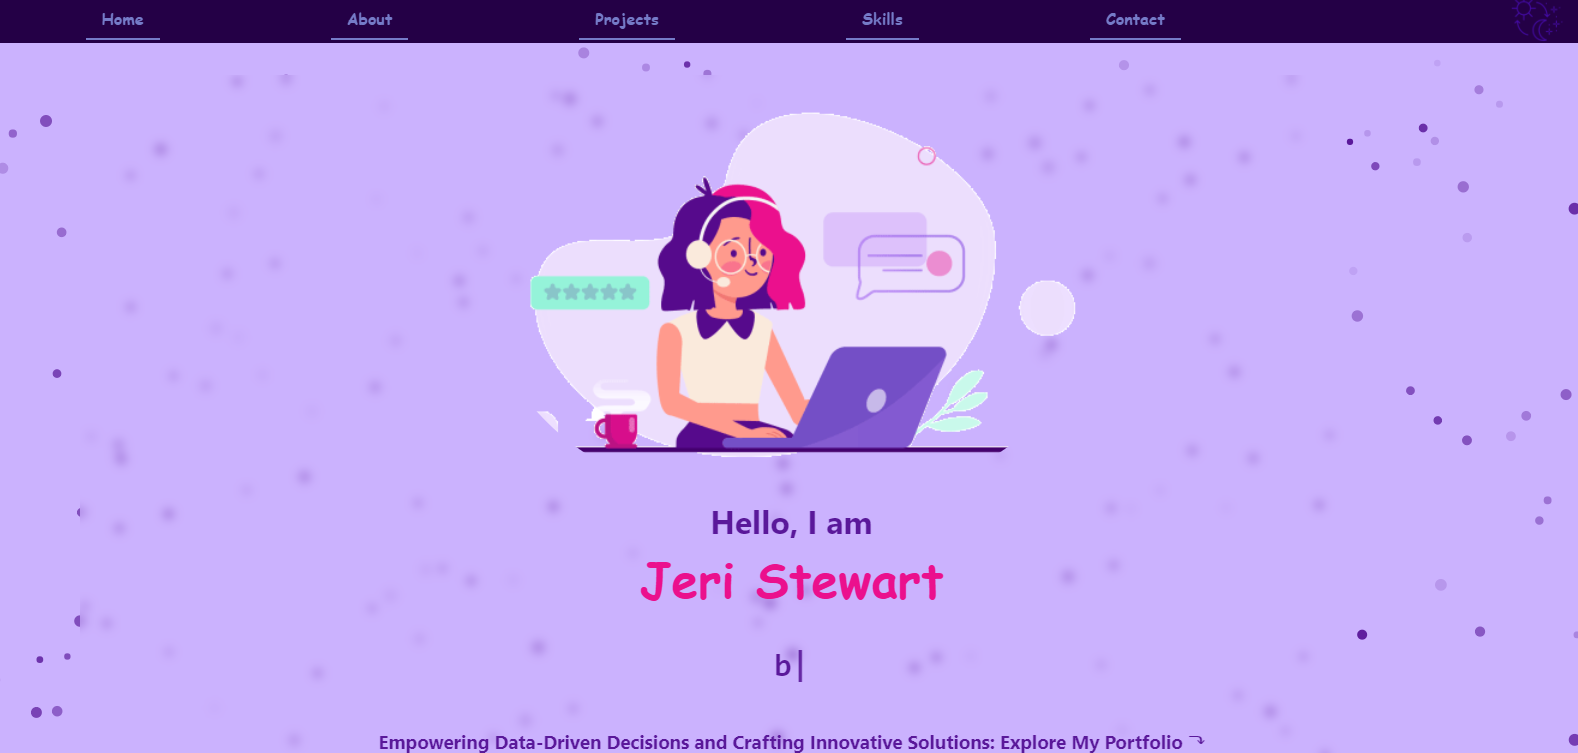 Home About Projects Skills Contact
Hello, I am
Jeri Stewart
b|
Empowering Data-Driven Decisions and Crafting Innovative Solutions: Explore My Portfolio ⤵